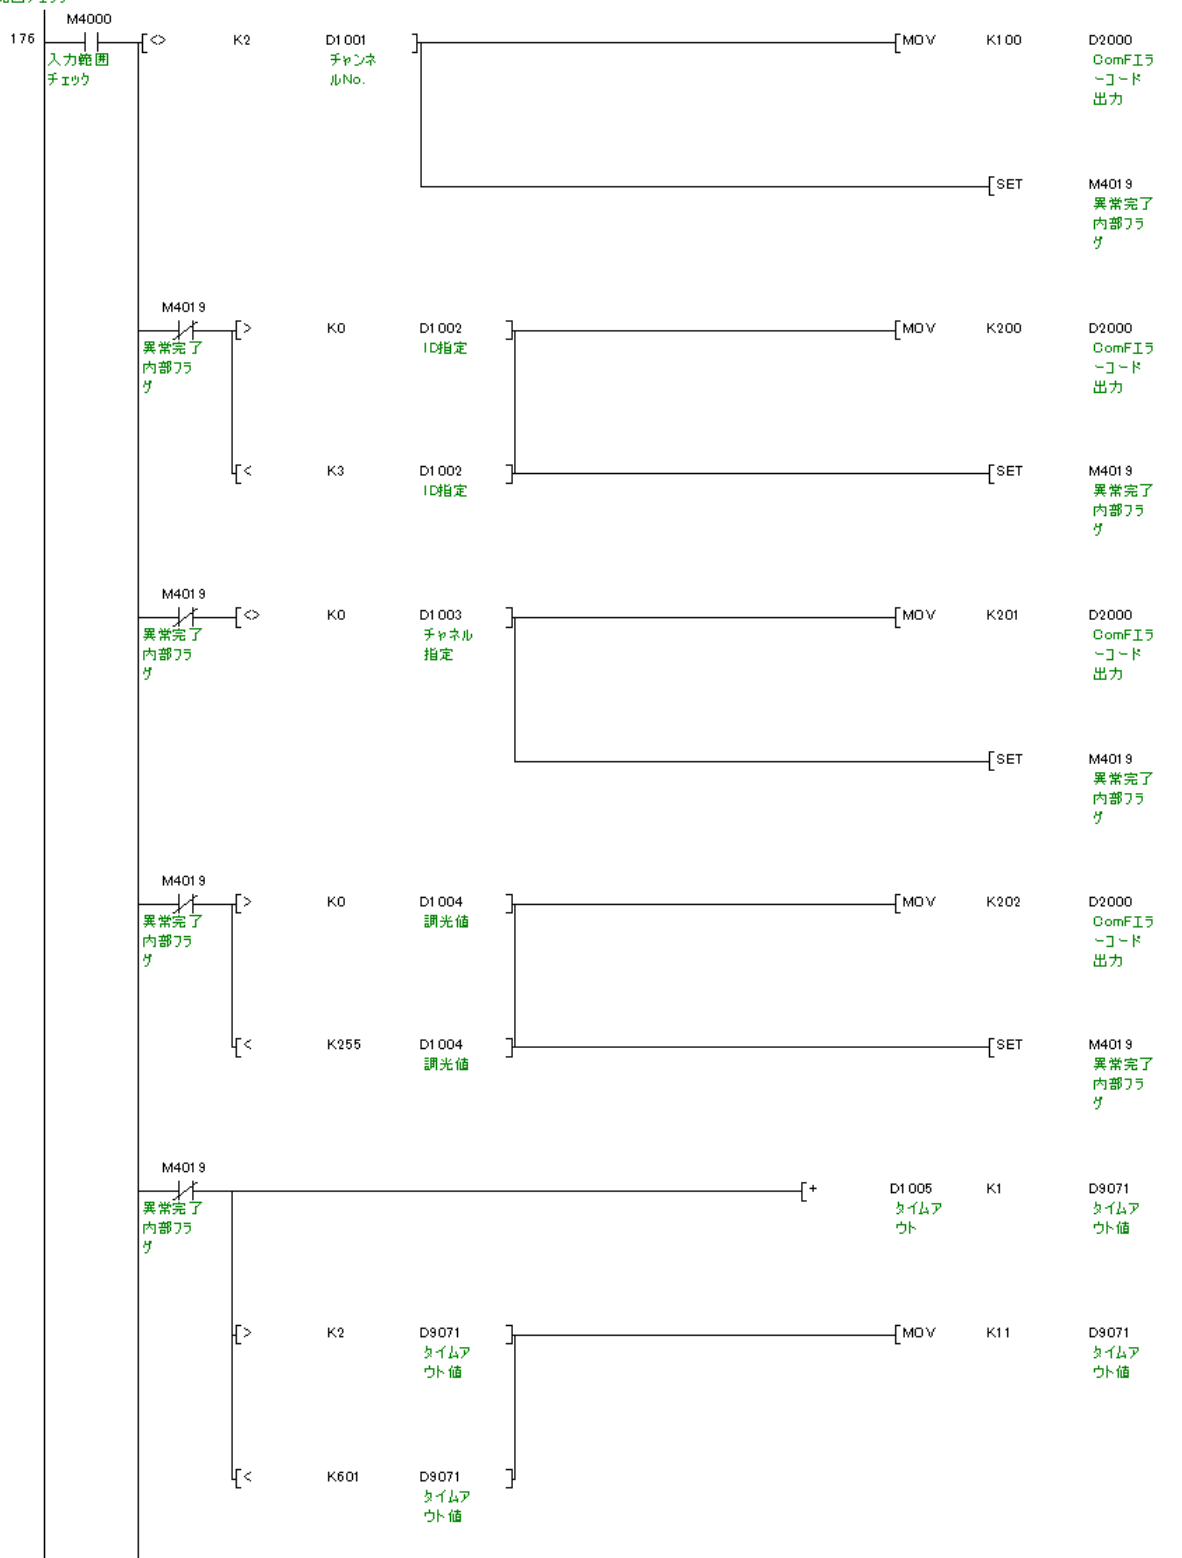 M4000
176
<> K2 D1001 MOV K100 D2000
入力範囲
チェック
チャンネ
ルNo.
ComFエラ
ーコード
出力
SET M4019
異常完了
内部フラ
グ
M4019
> K0 D1002 MOV K200 D2000
異常完了
内部フラ
グ
ID指定
ComFエラ
ーコード
出力
< K3 D1002 SET M4019
ID指定
異常完了
内部フラ
グ
M4019
<> K0 D1003 MOV K201 D2000
異常完了
内部フラ
グ
チャネル
指定
ComFエラ
ーコード
出力
SET M4019
異常完了
内部フラ
グ
M4019
> K0 D1004 MOV K202 D2000
異常完了
内部フラ
グ
調光値
ComFエラ
ーコード
出力
< K255 D1004 SET M4019
調光値
異常完了
内部フラ
グ
M4019
+ D1005 K1 D9071
異常完了
内部フラ
グ
タイムア
ウト
タイムア
ウト値
> K2 D9071 MOV K11 D9071
タイムア
ウト値
タイムア
ウト値
< K601 D9071
タイムア
ウト値